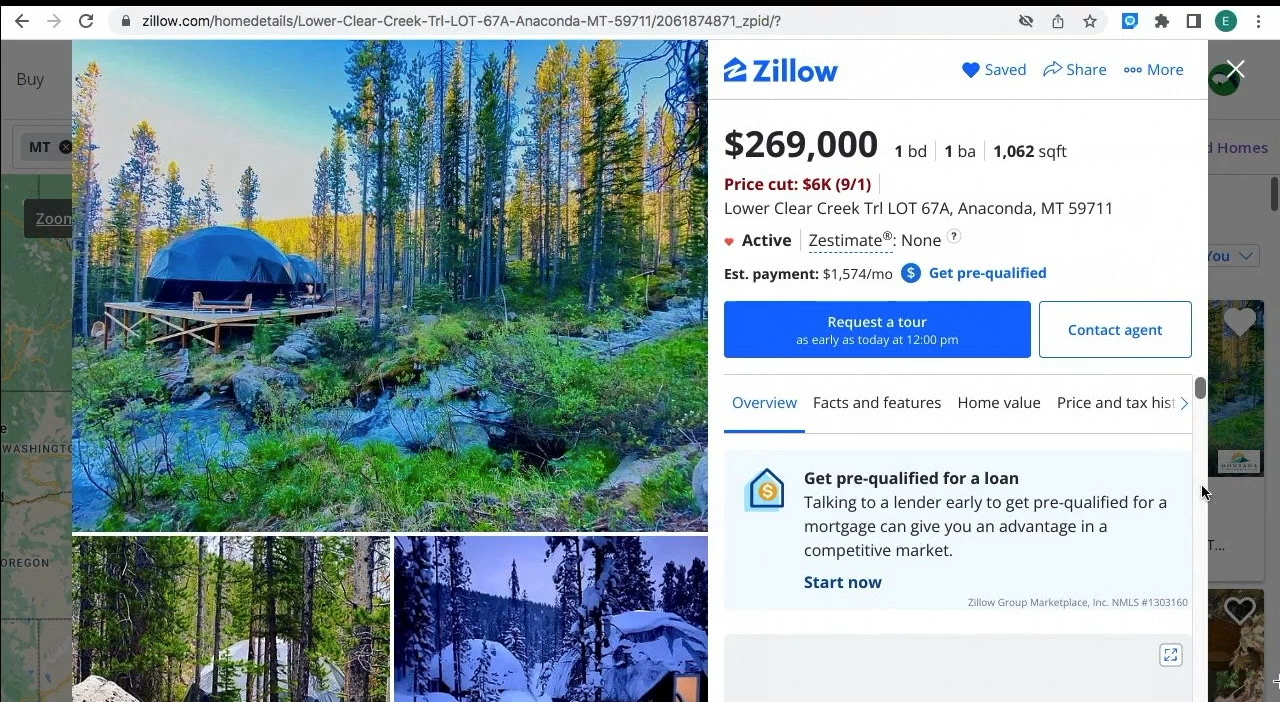 zillow.com/homedetails/Lower-Clear-Creek-Trl-LOT-67A-Anaconda-MT-59711/2061874871_zpid/?
E
Buy
MT
Zoom
WASHINGTO
OREGON
Zillow
Saved
Share
More
$269,000
1 bd
1 ba
1,062 sqft
Price cut: $6K (9/1)
Lower Clear Creek Trl LOT 67A, Anaconda, MT 59711
Active
Zestimate®: None ?
Est. payment: $1,574/mo
$ Get pre-qualified
Request a tour
as early as today at 12:00 pm
Contact agent
Overview
Facts and features
Home value
Price and tax hist
$
Get pre-qualified for a loan
Talking to a lender early to get pre-qualified for a
mortgage can give you an advantage in a
competitive market.
Start now
Zillow Group Marketplace, Inc. NMLS #1303160
d Homes
You
MONTANA
T...